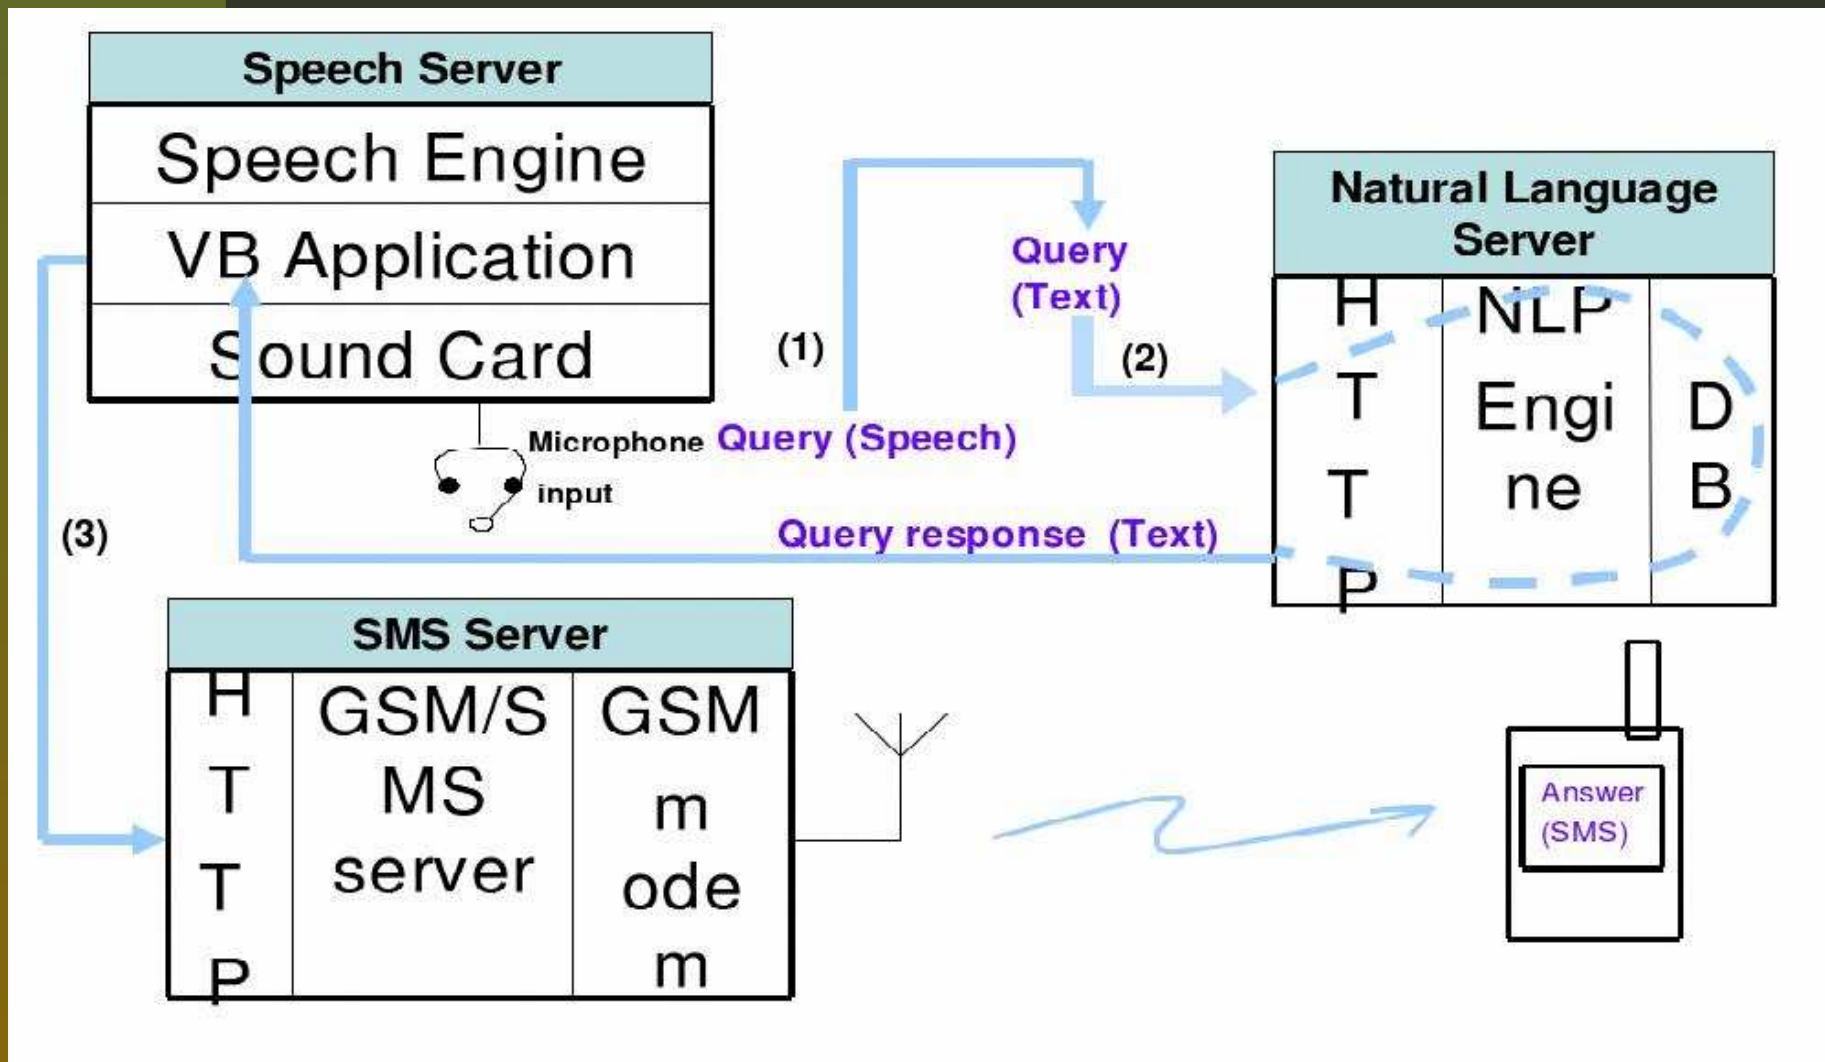 Speech Server
Speech Engine
VB Application
Sound Card
Microphone
input
Query (Speech)
(1)
Query
(Text)
(2)
Natural Language
Server
H
T
T
P
NLP
Engi
ne
D
B
Query response (Text)
(3)
SMS Server
H
T
T
P
GSM/S
MS
server
GSM
m
ode
m
Answer
(SMS)